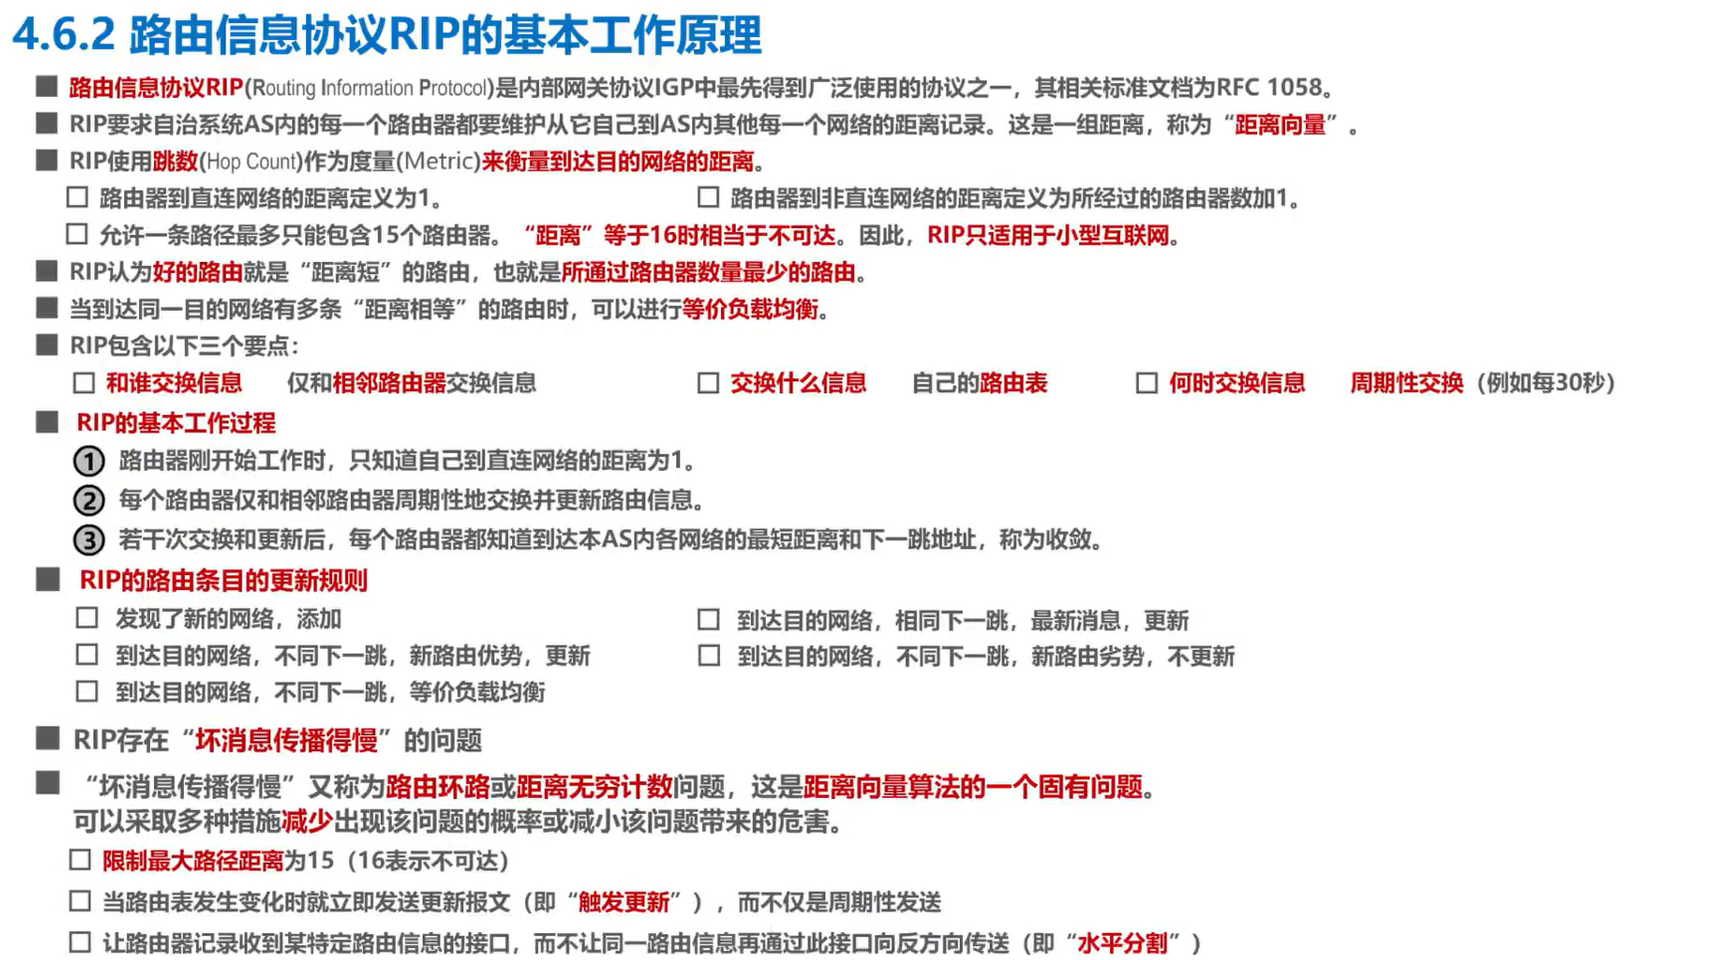 4.6.2 路由信息协议RIP的基本工作原理
路由信息协议RIP(Routing Information Protocol)是内部网关协议IGP中最先得到广泛使用的协议之一，其相关标准文档为RFC 1058。
RIP要求自治系统AS内的每一个路由器都要维护从它自己到AS内其他每一个网络的距离记录。这是一组距离，称为“距离向量”。
RIP使用跳数(Hop Count)作为度量(Metric)来衡量到达目的网络的距离。
路由器到直连网络的距离定义为1。 路由器到非直连网络的距离定义为所经过的路由器数加1。
允许一条路径最多只能包含15个路由器。“距离”等于16时相当于不可达。因此，RIP只适用于小型互联网。
RIP认为好的路由就是“距离短”的路由，也就是所通过路由器数量最少的路由。
当到达同一目的网络有多条“距离相等”的路由时，可以进行等价负载均衡。
RIP包含以下三个要点：
和谁交换信息 仅和相邻路由器交换信息 交换什么信息 自己的路由表 何时交换信息 周期性交换（例如每30秒）
RIP的基本工作过程
① 路由器刚开始工作时，只知道自己到直连网络的距离为1。
② 每个路由器仅和相邻路由器周期性地交换并更新路由信息。
③ 若干次交换和更新后，每个路由器都知道到达本AS内各网络的最短距离和下一跳地址，称为收敛。
RIP的路由条目的更新规则
发现了新的网络，添加 到达目的网络，相同下一跳，最新消息，更新
到达目的网络，不同下一跳，新路由优势，更新 到达目的网络，不同下一跳，新路由劣势，不更新
到达目的网络，不同下一跳，等价负载均衡
RIP存在“坏消息传播得慢”的问题
“坏消息传播得慢”又称为路由环路或距离无穷计数问题，这是距离向量算法的一个固有问题。
可以采取多种措施减少出现该问题的概率或减小该问题带来的危害。
限制最大路径距离为15（16表示不可达）
当路由表发生变化时就立即发送更新报文（即“触发更新”），而不仅是周期性发送
让路由器记录收到某特定路由信息的接口，而不让同一路由信息再通过此接口向反方向传送（即“水平分割”）